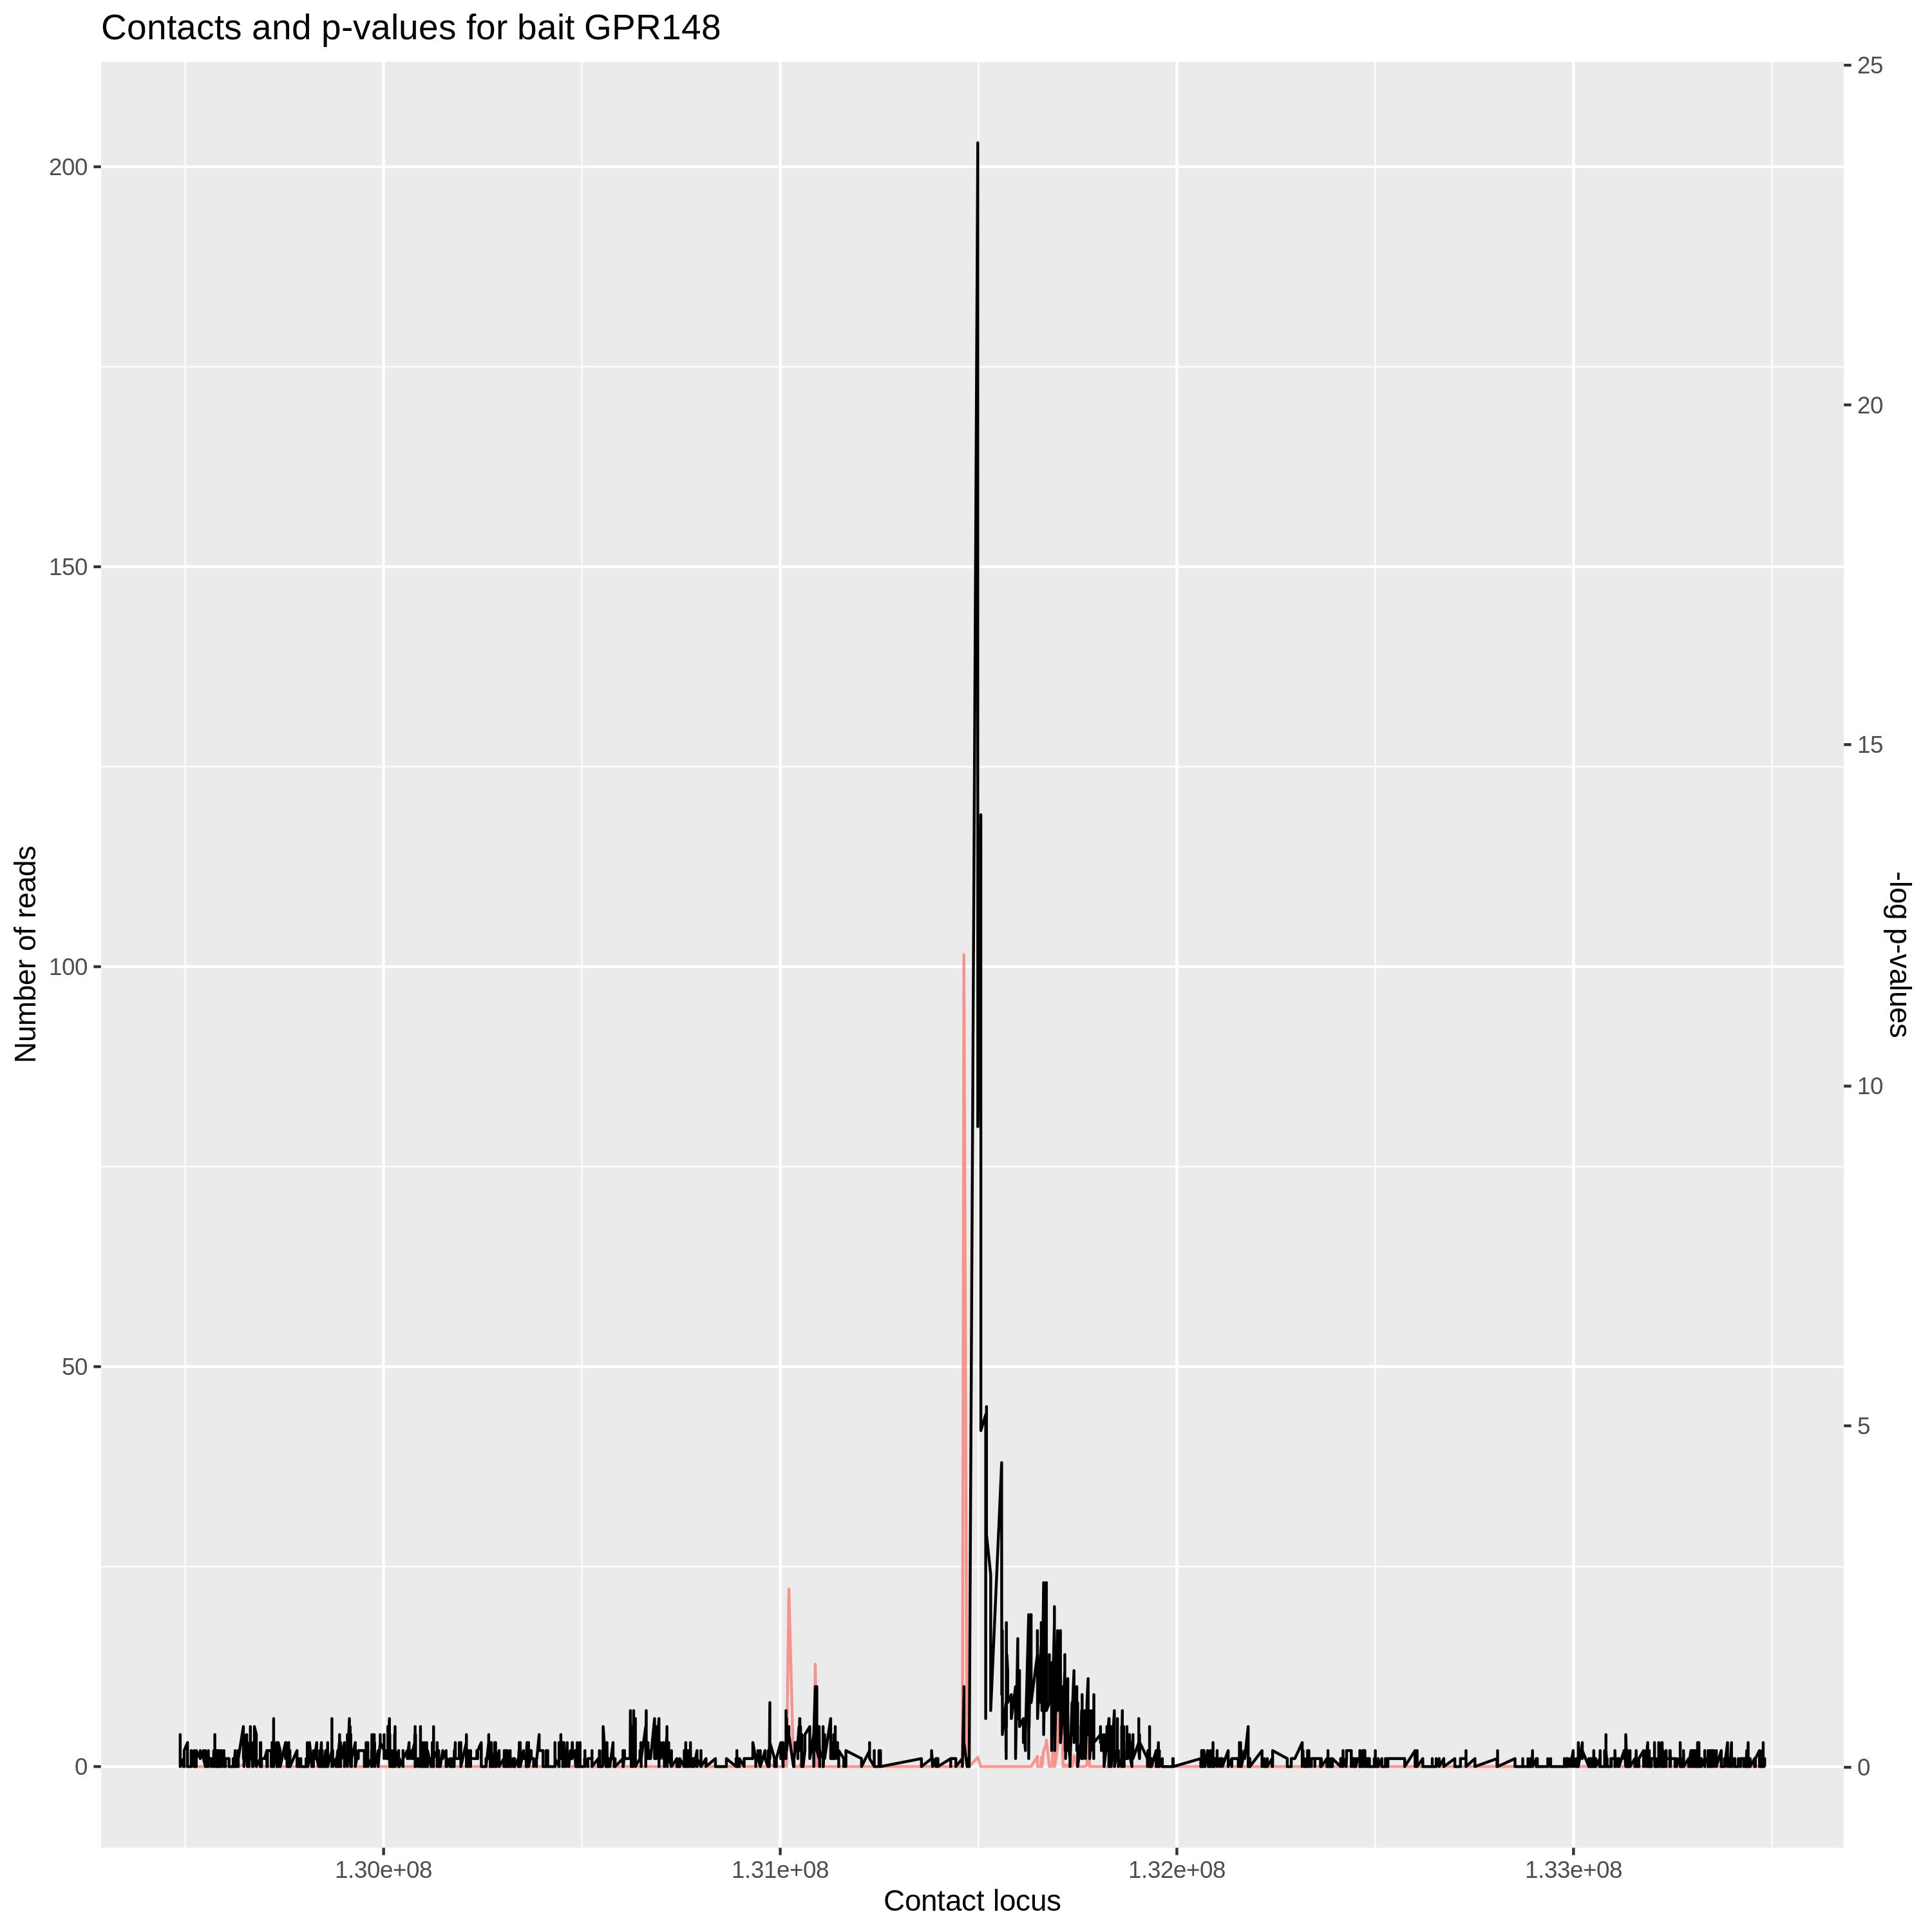 Contacts and p-values for bait GPR148
Number of reads
200
150
100
50
0
25
20
15
10
5
0
-log p-values
1.30e+08
1.31e+08
1.32e+08
1.33e+08
Contact locus